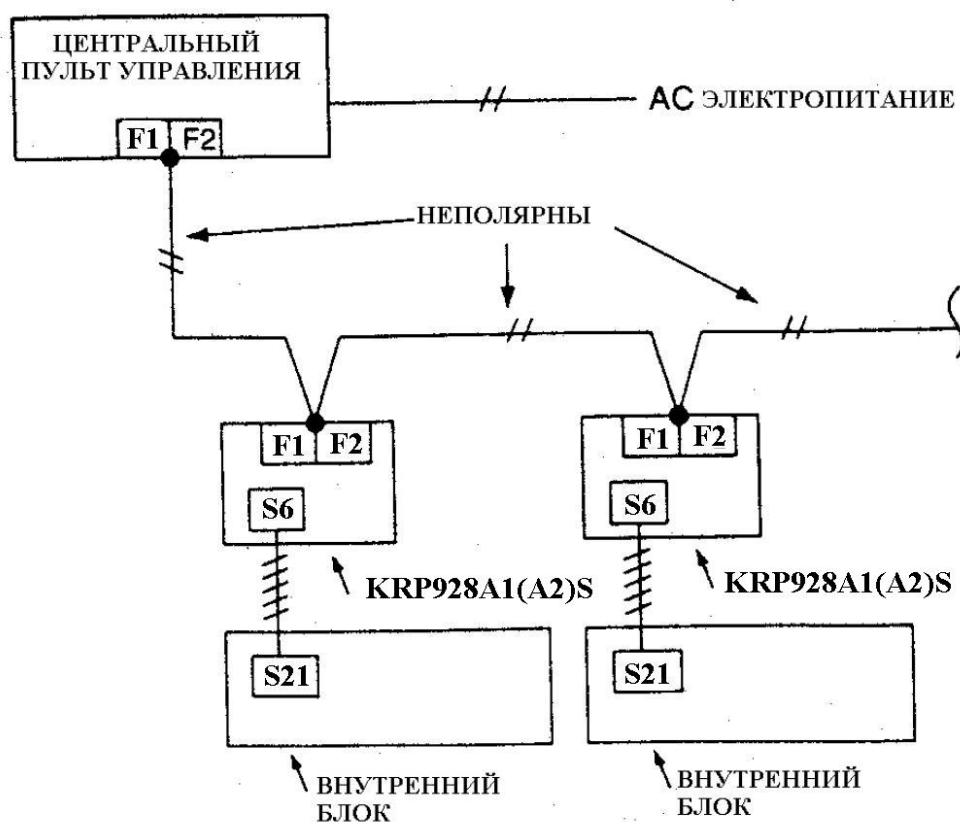 ЦЕНТРАЛЬНЫЙ
ПУЛЬТ УПРАВЛЕНИЯ
AC ЭЛЕКТРОПИТАНИЕ
F1 F2
НЕПОЛЯРНЫ
F1 F2
F1 F2
S6
S6
KRP928A1(A2)S
KRP928A1(A2)S
S21
S21
ВНУТРЕННИЙ
БЛОК
ВНУТРЕННИЙ
БЛОК